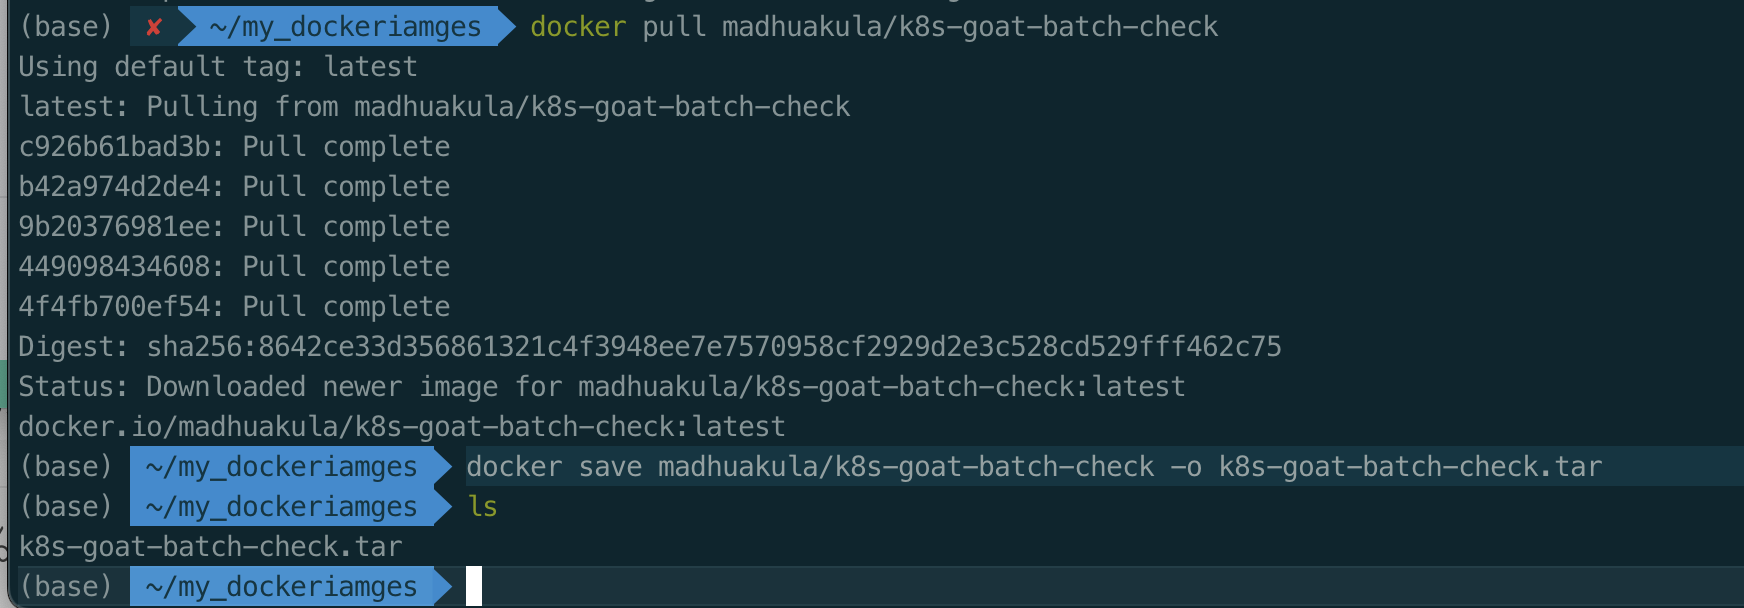 (base) ✘ ~/my_dockeriamges docker pull madhuakula/k8s-goat-batch-check
Using default tag: latest
latest: Pulling from madhuakula/k8s-goat-batch-check
c926b61bad3b: Pull complete
b42a974d2de4: Pull complete
9b20376981ee: Pull complete
449098434608: Pull complete
4f4fb700ef54: Pull complete
Digest: sha256:8642ce33d356861321c4f3948ee7e7570958cf2929d2e3c528cd529fff462c75
Status: Downloaded newer image for madhuakula/k8s-goat-batch-check:latest
docker.io/madhuakula/k8s-goat-batch-check:latest
(base) ~/my_dockeriamges docker save madhuakula/k8s-goat-batch-check -o k8s-goat-batch-check.tar
(base) ~/my_dockeriamges ls
k8s-goat-batch-check.tar
(base) ~/my_dockeriamges